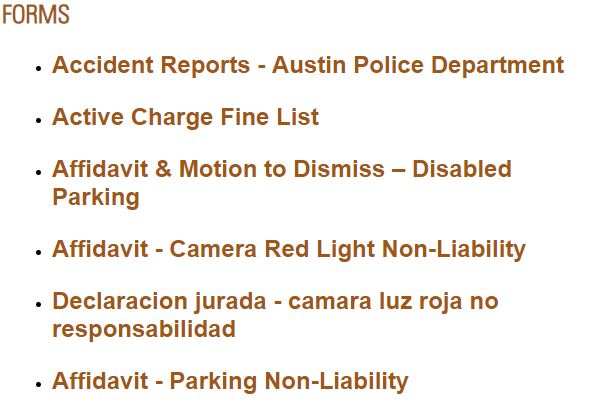 FORMS
Accident Reports - Austin Police Department
Active Charge Fine List
Affidavit & Motion to Dismiss – Disabled
Parking
Affidavit - Camera Red Light Non-Liability
Declaracion jurada - camara luz roja no
responsabilidad
Affidavit - Parking Non-Liability